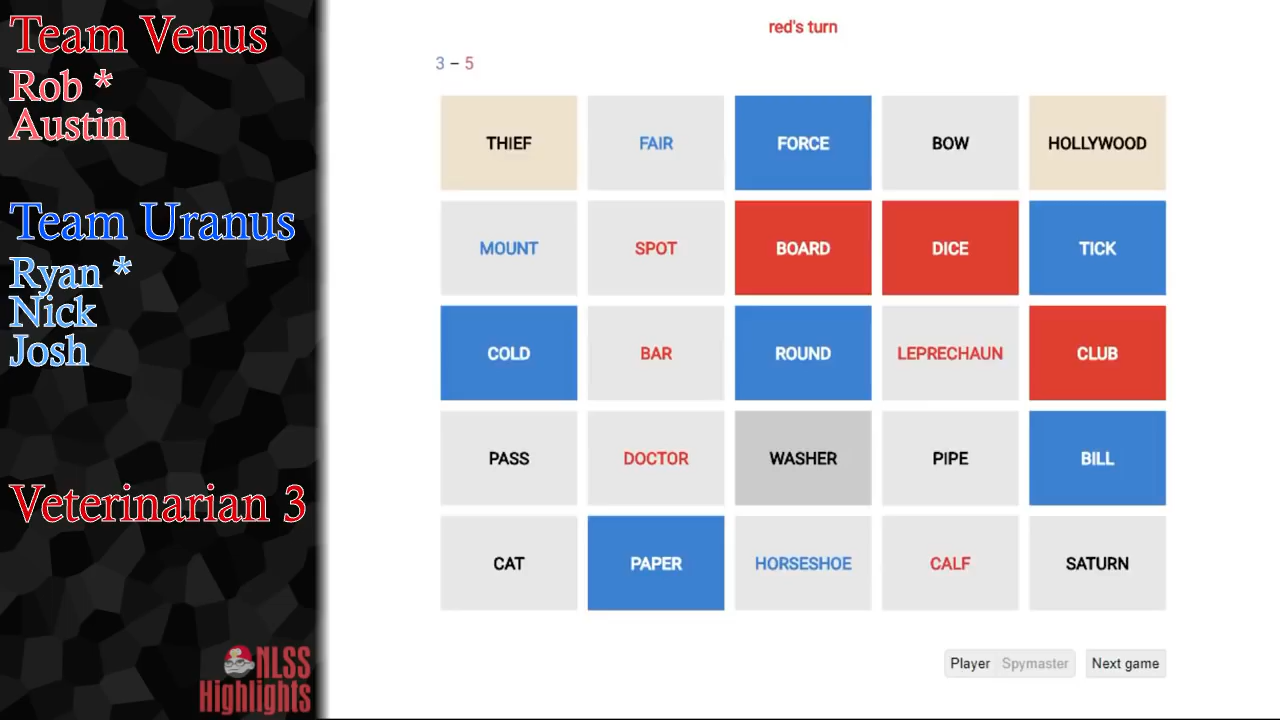 Team Venus
Rob *
Austin
Team Uranus
Ryan *
Nick
Josh
Veterinarian 3
NLSS
Highlights
red's turn
3 – 5
THIEF FAIR FORCE BOW HOLLYWOOD
MOUNT SPOT BOARD DICE TICK
COLD BAR ROUND LEPRECHAUN CLUB
PASS DOCTOR WASHER PIPE BILL
CAT PAPER HORSESHOE CALF SATURN
Player Spymaster Next game